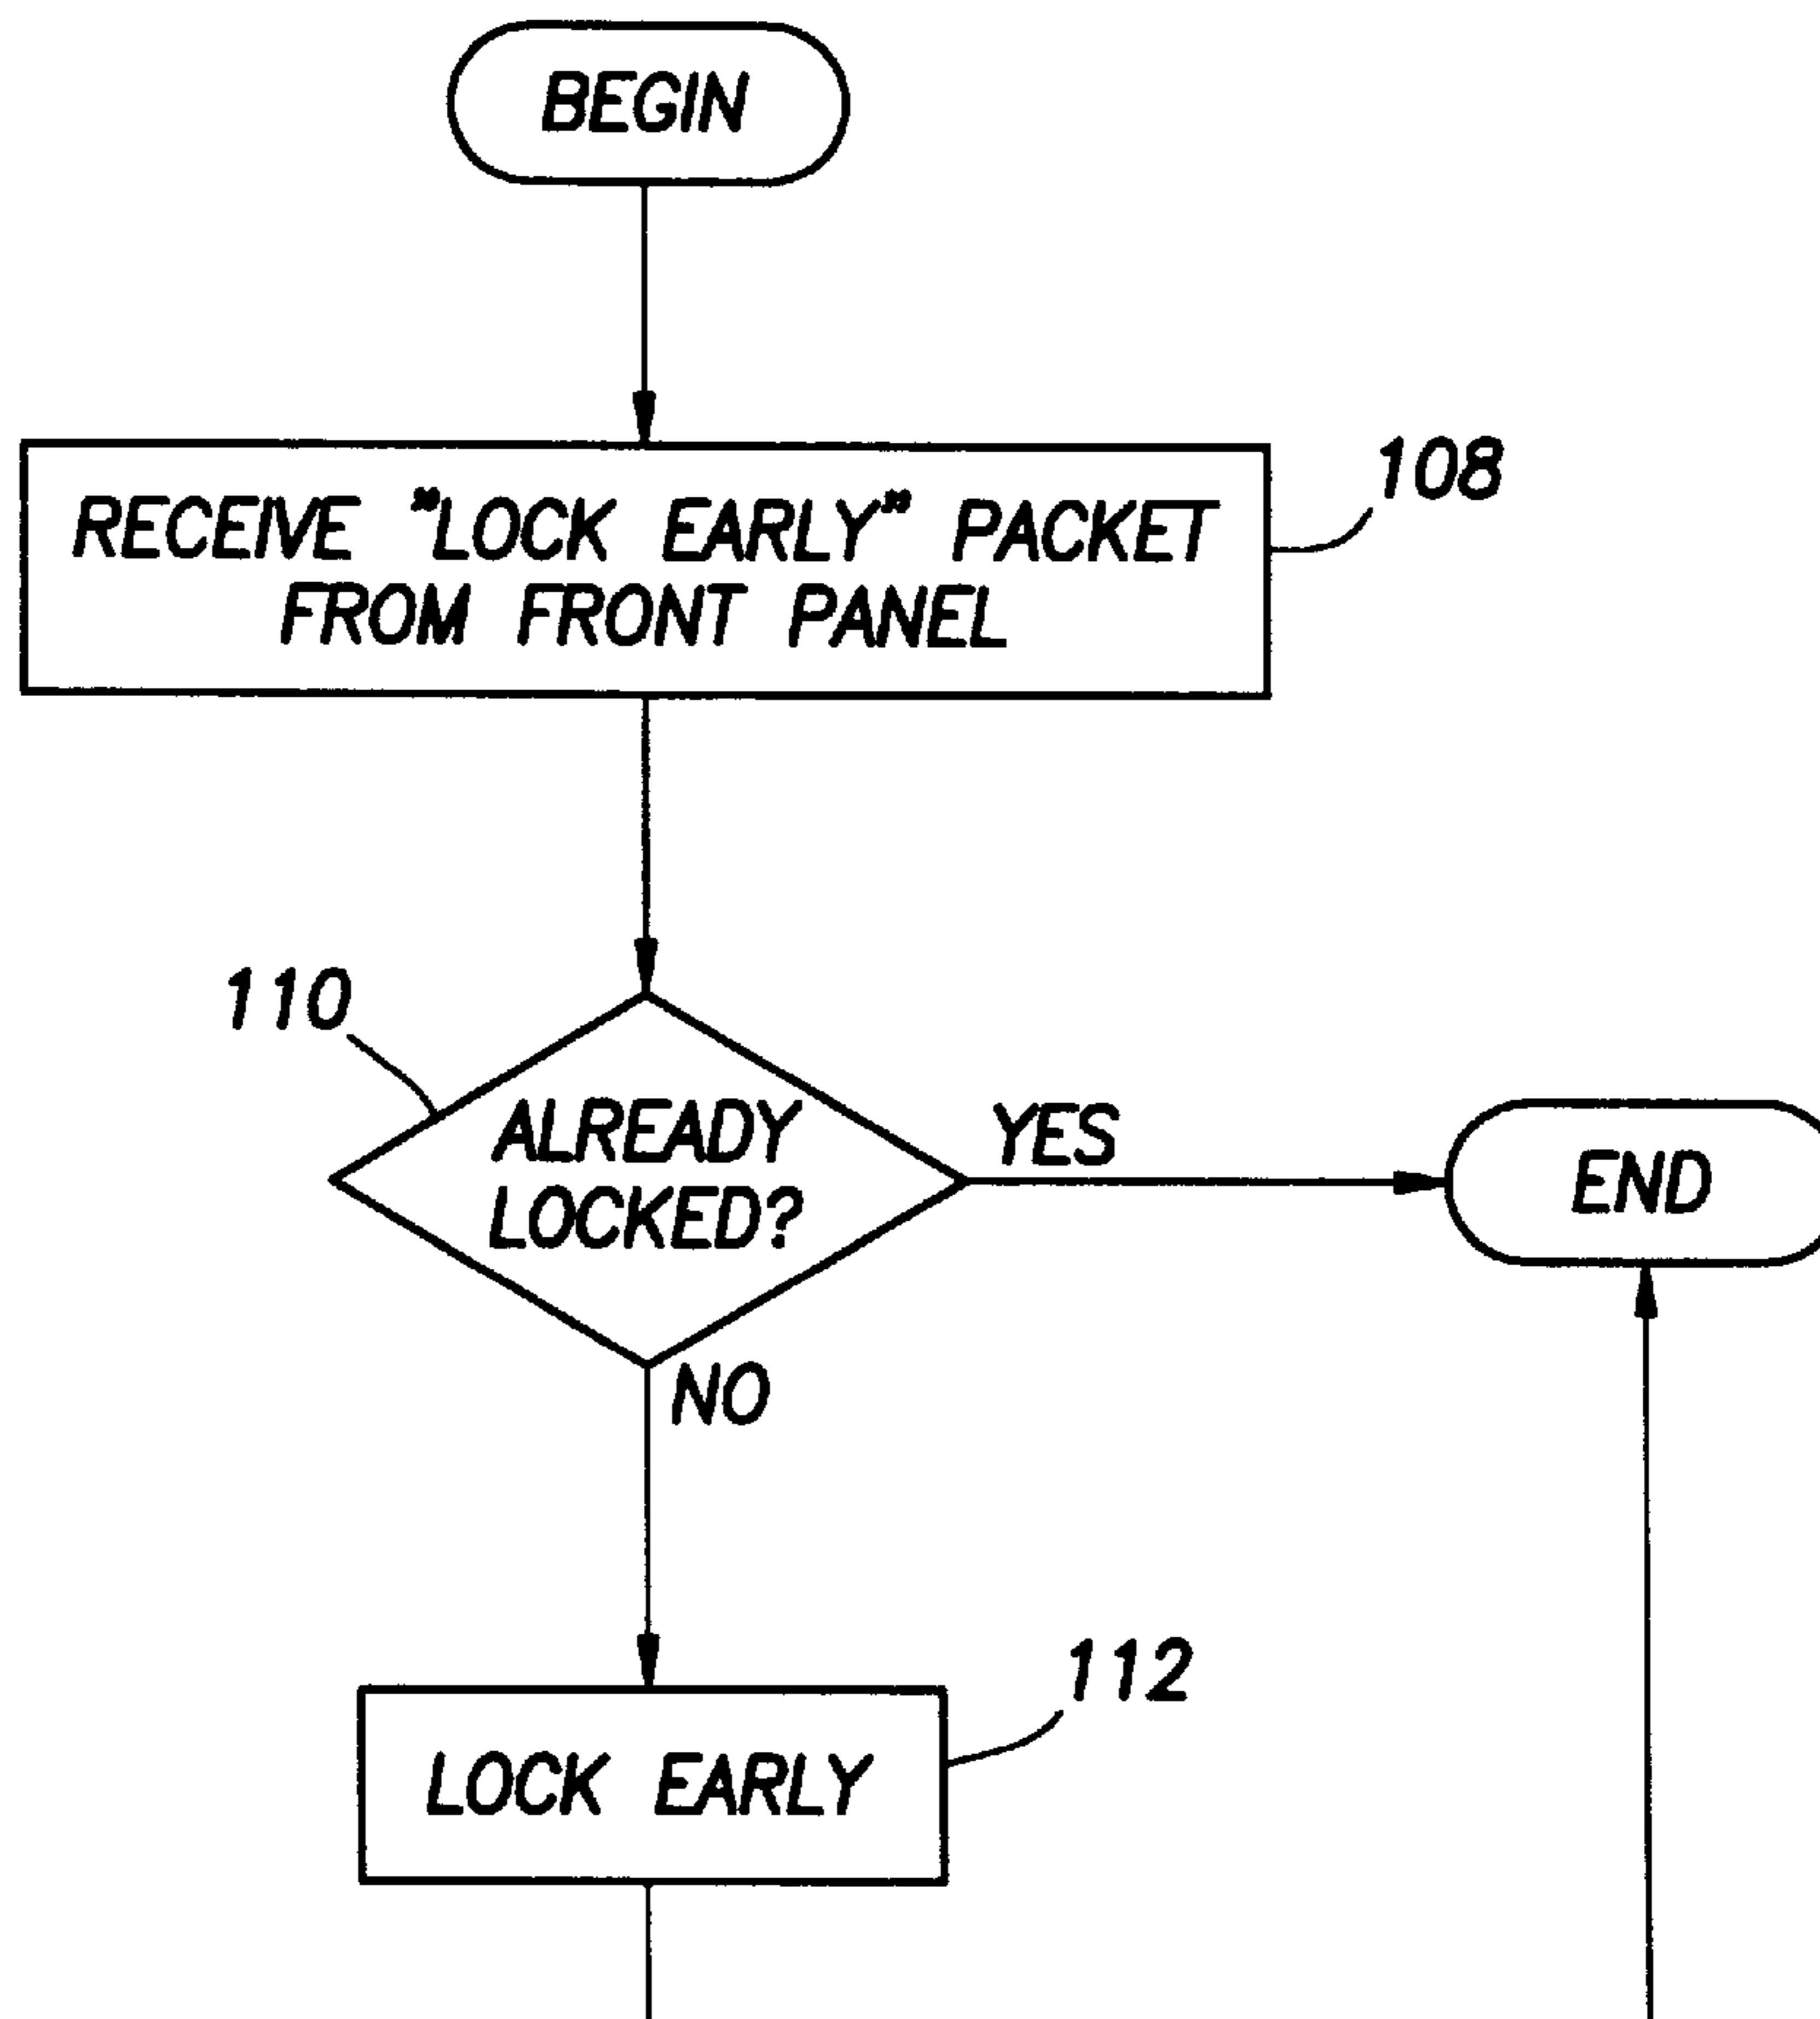 BEGIN
RECEIVE "LOCK EARLY" PACKET
FROM FRONT PANEL
108
110
ALREADY
LOCKED?
YES
END
NO
112
LOCK EARLY